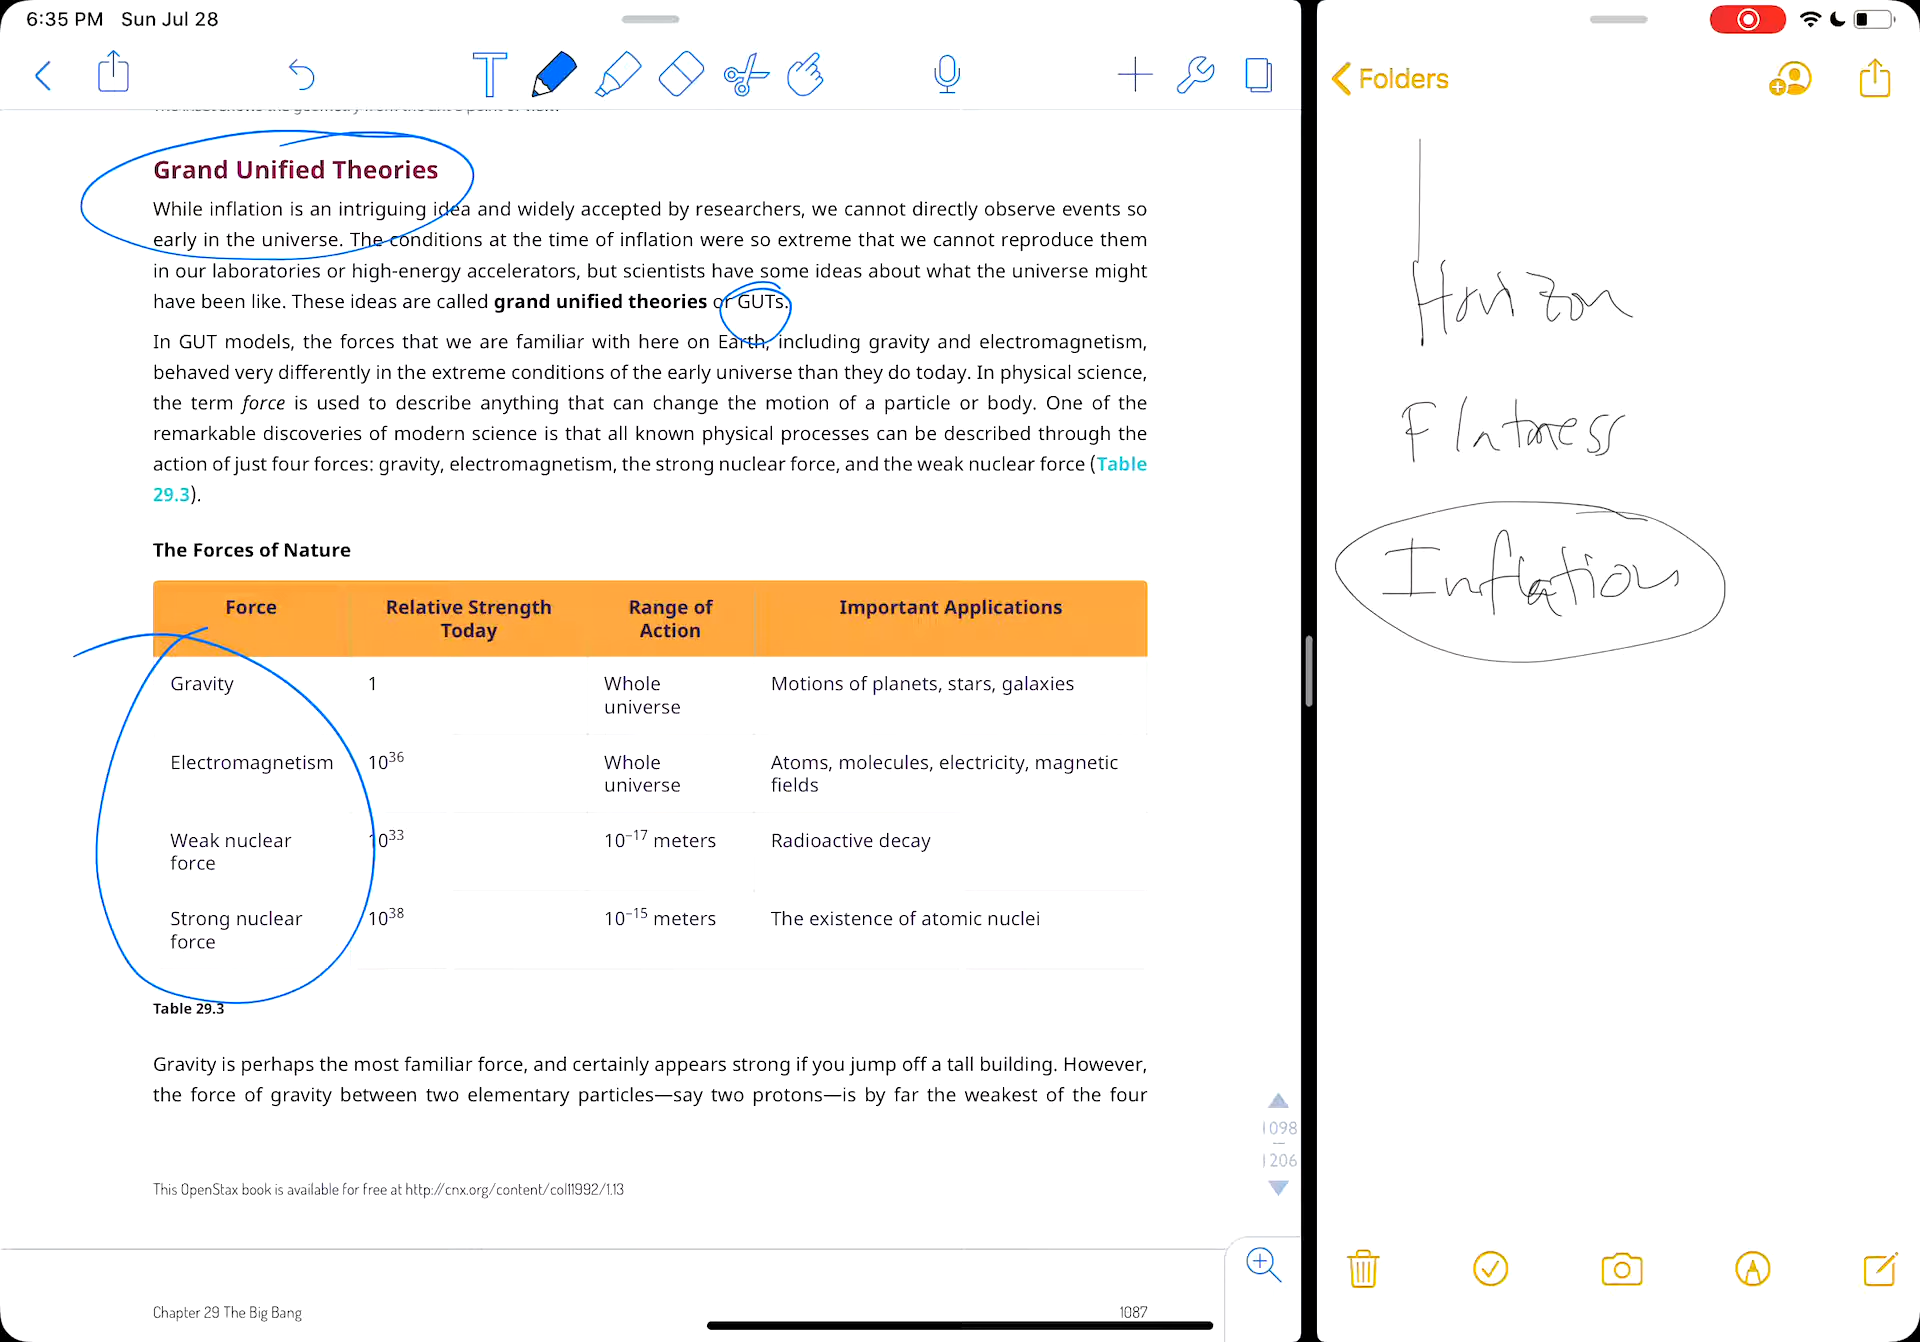 6:35 PM Sun Jul 28
Folders
Grand Unified Theories
While inflation is an intriguing idea and widely accepted by researchers, we cannot directly observe events so
early in the universe. The conditions at the time of inflation were so extreme that we cannot reproduce them
in our laboratories or high-energy accelerators, but scientists have some ideas about what the universe might
have been like. These ideas are called grand unified theories or GUTs.
In GUT models, the forces that we are familiar with here on Earth, including gravity and electromagnetism,
behaved very differently in the extreme conditions of the early universe than they do today. In physical science,
the term force is used to describe anything that can change the motion of a particle or body. One of the
remarkable discoveries of modern science is that all known physical processes can be described through the
action of just four forces: gravity, electromagnetism, the strong nuclear force, and the weak nuclear force (Table
29.3).
The Forces of Nature
Force Relative Strength Today Range of Action Important Applications
Gravity 1 Whole universe Motions of planets, stars, galaxies
Electromagnetism 10³⁶ Whole universe Atoms, molecules, electricity, magnetic fields
Weak nuclear force 10³³ 10⁻¹⁷ meters Radioactive decay
Strong nuclear force 10³⁸ 10⁻¹⁵ meters The existence of atomic nuclei
Table 29.3
Gravity is perhaps the most familiar force, and certainly appears strong if you jump off a tall building. However,
the force of gravity between two elementary particles—say two protons—is by far the weakest of the four
1098
1206
This OpenStax book is available for free at http://cnx.org/content/col11992/1.13
Chapter 29 The Big Bang 1087
Horizon
Flatness
Inflation